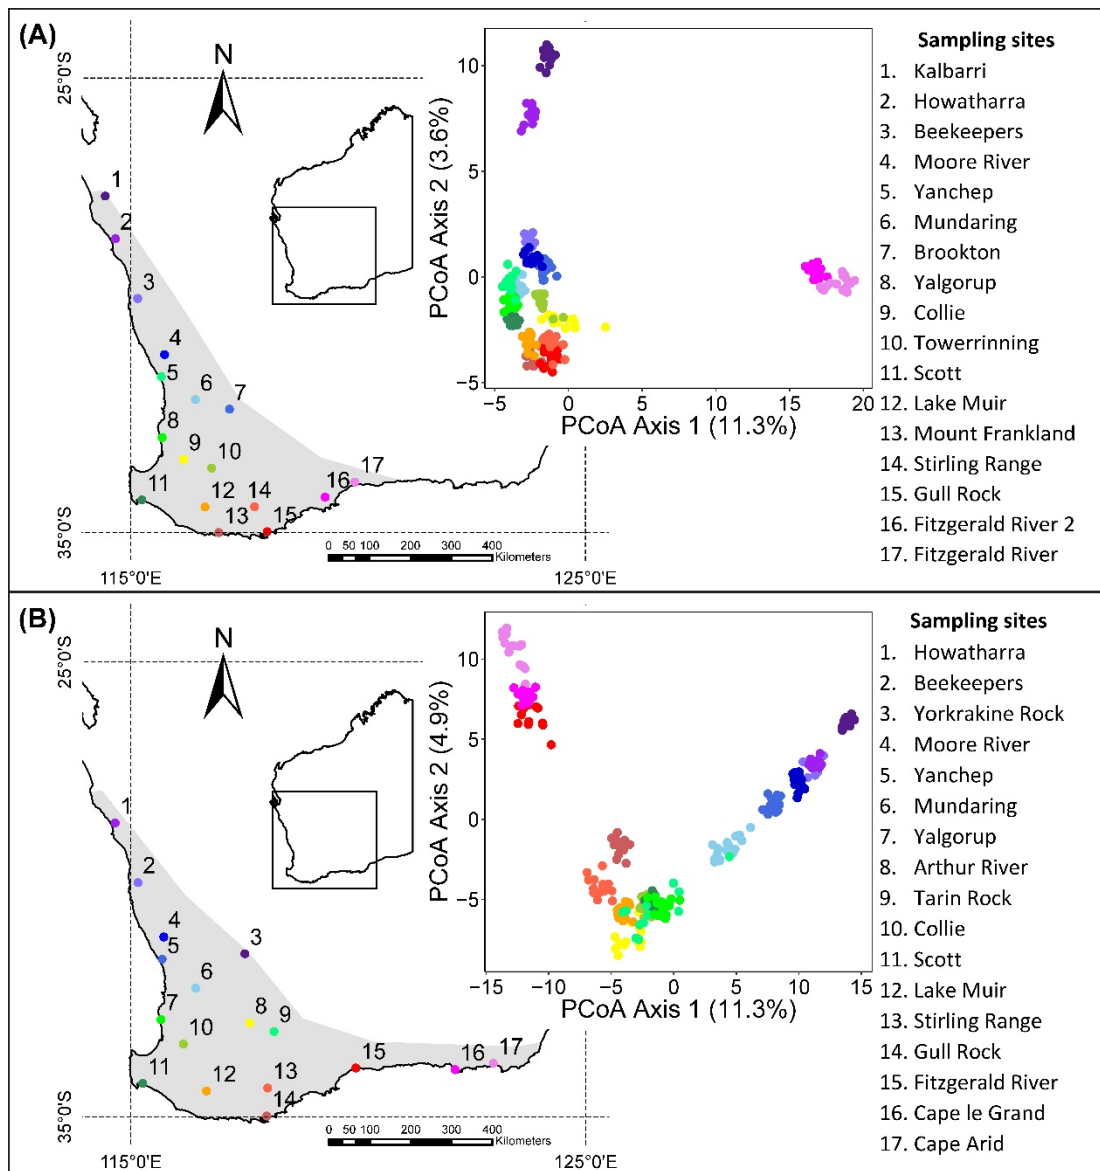 (A)
N
25°0'S
35°0'S
115°0'E
125°0'E
1
2
3
4
5
6
7
8
9
10
11
12
13
14
15
16
17
0 50 100 200 300 400
Kilometers
PCoA Axis 2 (3.6%)
10
5
0
−5
−5 0 5 10 15 20
PCoA Axis 1 (11.3%)
Sampling sites
1. Kalbarri
2. Howatharra
3. Beekeepers
4. Moore River
5. Yanchep
6. Mundaring
7. Brookton
8. Yalgorup
9. Collie
10. Towerrinning
11. Scott
12. Lake Muir
13. Mount Frankland
14. Stirling Range
15. Gull Rock
16. Fitzgerald River 2
17. Fitzgerald River
(B)
N
25°0'S
35°0'S
115°0'E
125°0'E
1
2
3
4
5
6
7
8
9
10
11
12
13
14
15
16
17
0 50 100 200 300 400
Kilometers
PCoA Axis 2 (4.9%)
10
5
0
−5
−15 −10 −5 0 5 10 15
PCoA Axis 1 (11.3%)
Sampling sites
1. Howatharra
2. Beekeepers
3. Yorkrakine Rock
4. Moore River
5. Yanchep
6. Mundaring
7. Yalgorup
8. Arthur River
9. Tarin Rock
10. Collie
11. Scott
12. Lake Muir
13. Stirling Range
14. Gull Rock
15. Fitzgerald River
16. Cape le Grand
17. Cape Arid